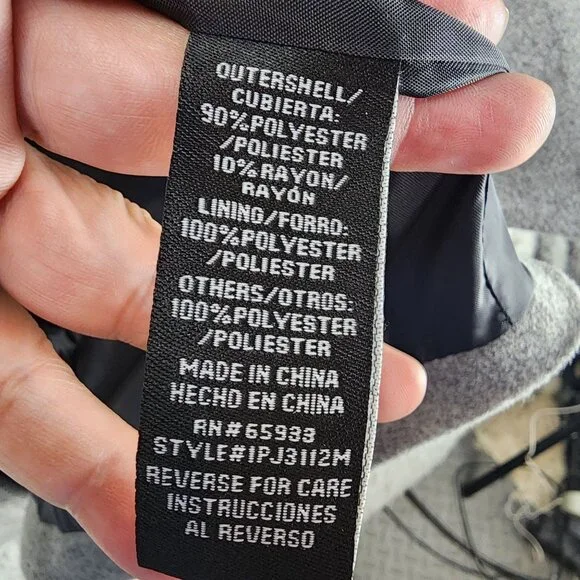 OUTERSHELL/
CUBIERTA:
90%POLYESTER
/POLIESTER
10%RAYON/
RAYÓN
LINING/FORRO:
100%POLYESTER
/POLIESTER
OTHERS/OTROS:
100%POLYESTER
/POLIESTER
MADE IN CHINA
HECHO EN CHINA
RN#65933
STYLE#1PJ3112M
REVERSE FOR CARE
INSTRUCCIONES
AL REVERSO